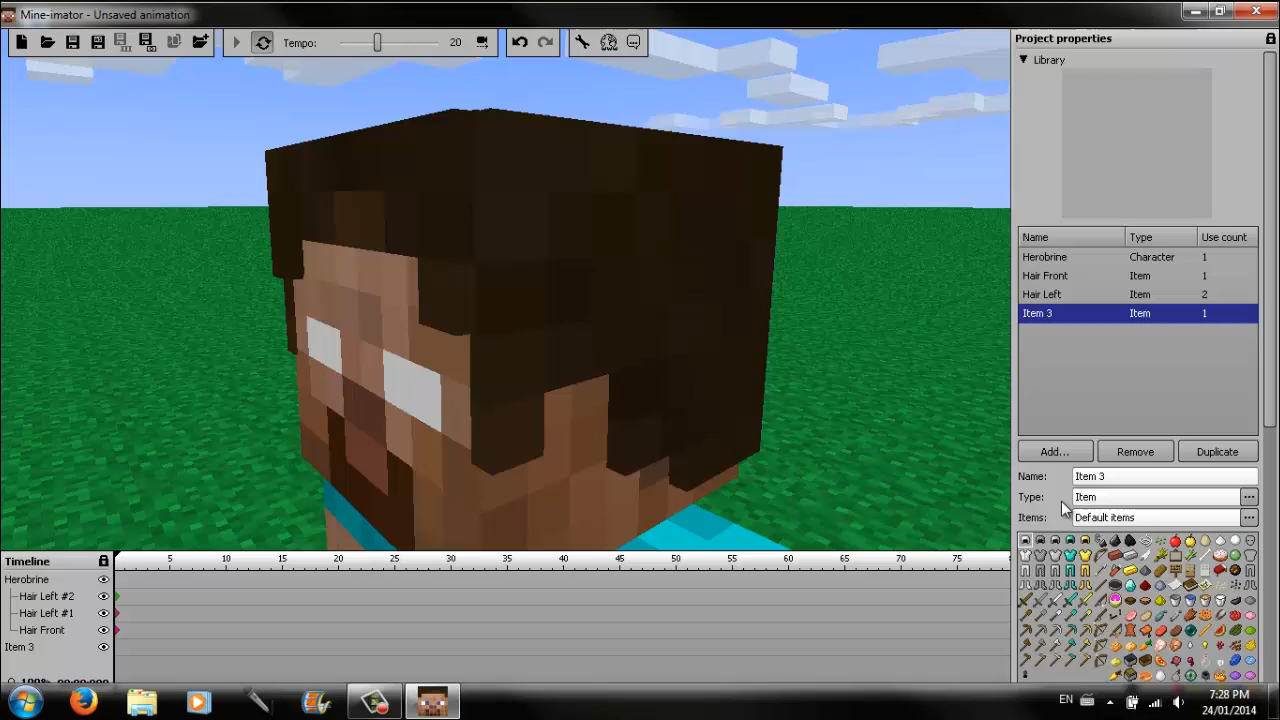 Mine-imator - Unsaved animation
Tempo: 20
Project properties
Library
Name Type Use count
Herobrine Character 1
Hair Front Item 1
Hair Left Item 2
Item 3 Item 1
Add... Remove Duplicate
Name: Item 3
Type: Item
Items: Default items
Timeline
5 10 15 20 25 30 35 40 45 50 55 60 65 70 75 80
Herobrine
Hair Left #2
Hair Left #1
Hair Front
Item 3
EN
7:28 PM
24/01/2014